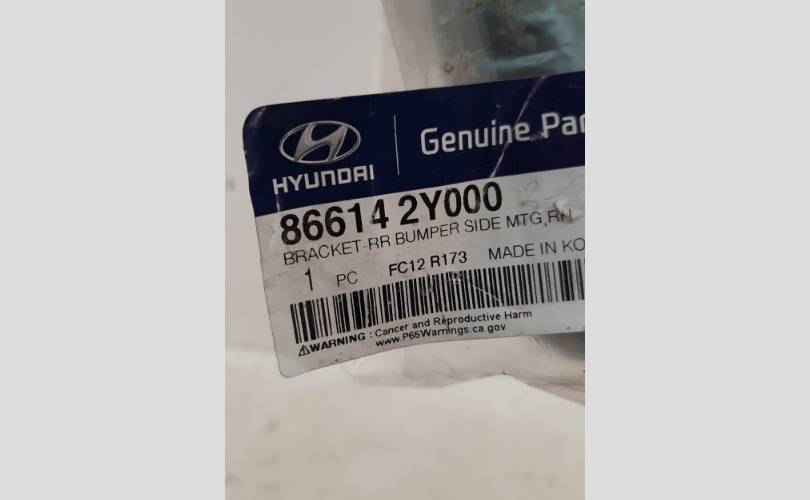 HYUNDAI
Genuine Par
86614 2Y000
BRACKET-RR BUMPER SIDE MTG,RH
1 PC FC12 R173 MADE IN KO
WARNING : Cancer and Reproductive Harm
www.P65Warnings.ca.gov